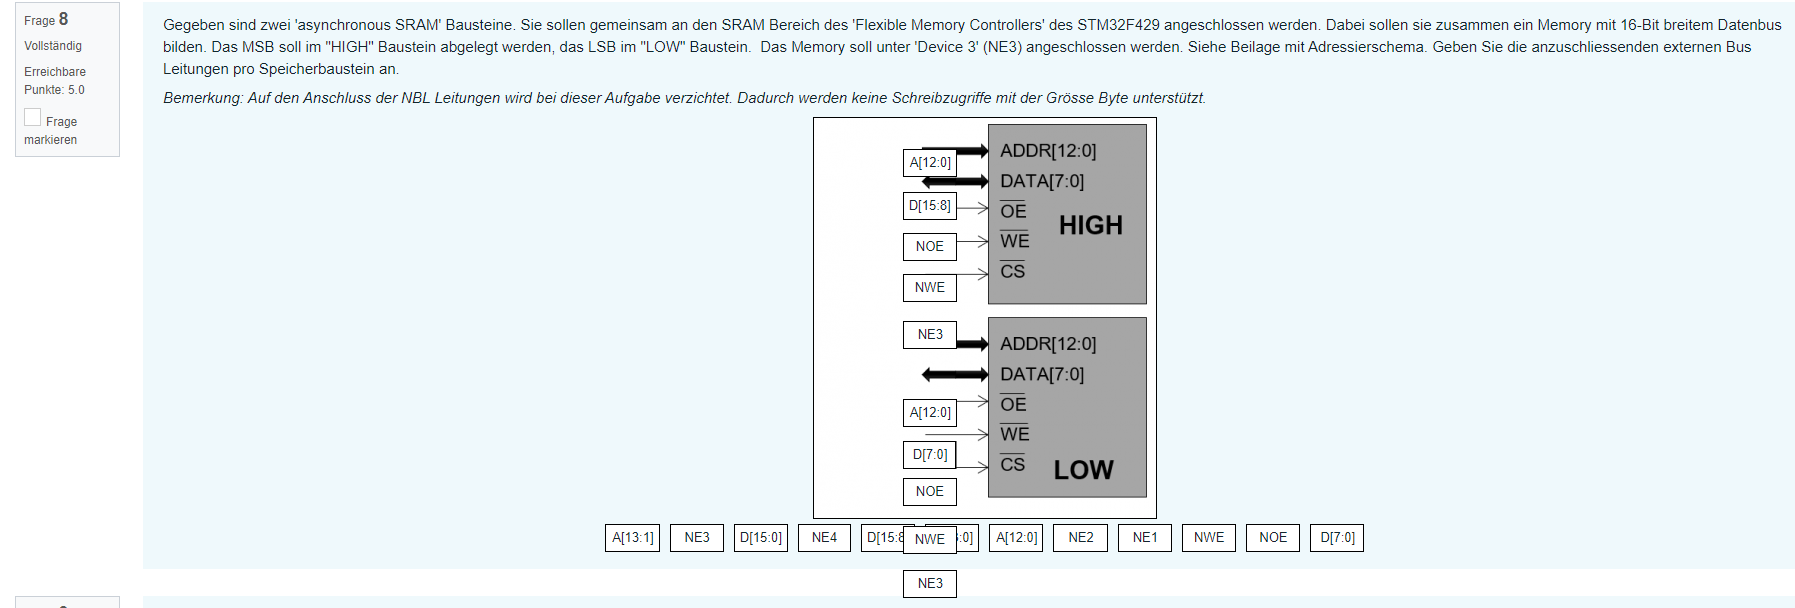 Frage 8
Vollständig
Erreichbare
Punkte: 5.0
Frage
markieren
Gegeben sind zwei 'asynchronous SRAM' Bausteine. Sie sollen gemeinsam an den SRAM Bereich des 'Flexible Memory Controllers' des STM32F429 angeschlossen werden. Dabei sollen sie zusammen ein Memory mit 16-Bit breitem Datenbus
bilden. Das MSB soll im "HIGH" Baustein abgelegt werden, das LSB im "LOW" Baustein. Das Memory soll unter 'Device 3' (NE3) angeschlossen werden. Siehe Beilage mit Adressierschema. Geben Sie die anzuschliessenden externen Bus
Leitungen pro Speicherbaustein an.
Bemerkung: Auf den Anschluss der NBL Leitungen wird bei dieser Aufgabe verzichtet. Dadurch werden keine Schreibzugriffe mit der Grösse Byte unterstützt.
A[12:0]
D[15:8]
NOE
NWE
NE3
ADDR[12:0]
DATA[7:0]
OE
WE
CS
HIGH
A[12:0]
D[7:0]
NOE
ADDR[12:0]
DATA[7:0]
OE
WE
CS
LOW
A[13:1] NE3 D[15:0] NE4 D[15:8 NWE :0] A[12:0] NE2 NE1 NWE NOE D[7:0]
NE3